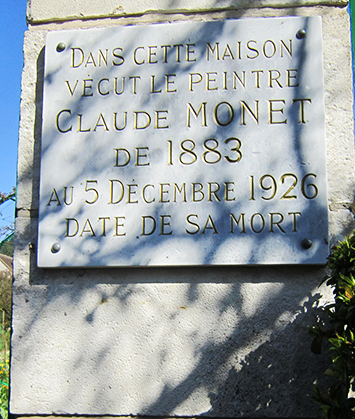 DANS CETTE MAISON
VÉCUT LE PEINTRE
CLAUDE MONET
DE 1883
AU 5 DÉCEMBRE 1926
DATE DE SA MORT